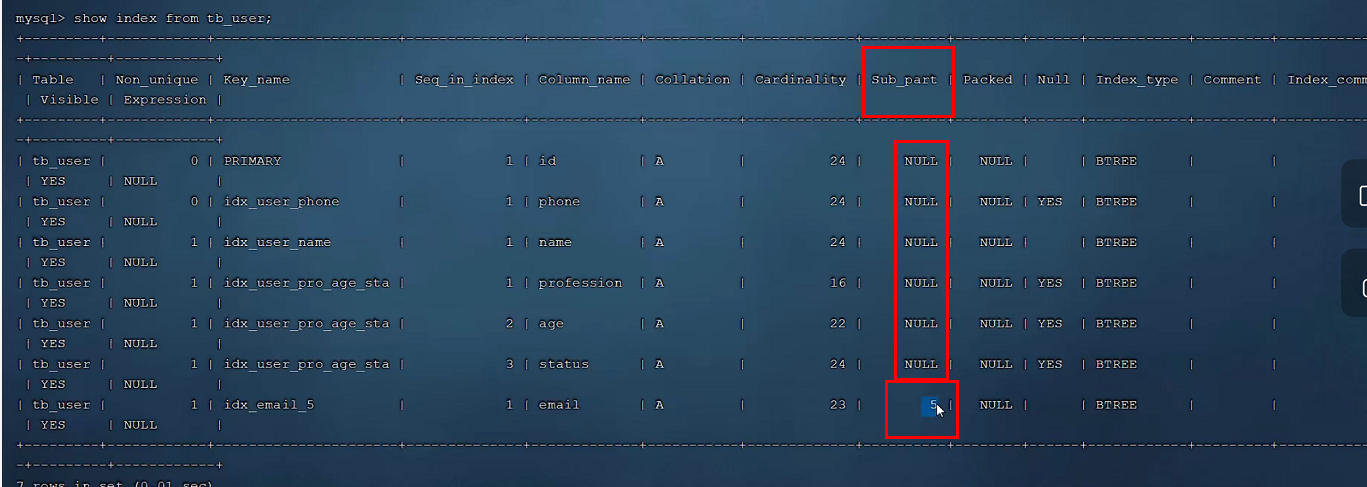 mysql> show index from tb_user;
+---------+------------+----------------------+--------------+-------------+-----------+-------------+----------+--------+------+------------+---------+-----------
-+---------+------------+
| Table | Non_unique | Key_name | Seq_in_index | Column_name | Collation | Cardinality | Sub_part | Packed | Null | Index_type | Comment | Index_comm
| Visible | Expression |
+---------+------------+----------------------+--------------+-------------+-----------+-------------+----------+--------+------+------------+---------+-----------
-+---------+------------+
| tb_user | 0 | PRIMARY | 1 | id | A | 24 | NULL | NULL | | BTREE | |
| YES | NULL |
| tb_user | 0 | idx_user_phone | 1 | phone | A | 24 | NULL | NULL | YES | BTREE | |
| YES | NULL |
| tb_user | 1 | idx_user_name | 1 | name | A | 24 | NULL | NULL | | BTREE | |
| YES | NULL |
| tb_user | 1 | idx_user_pro_age_sta | 1 | profession | A | 16 | NULL | NULL | YES | BTREE | |
| YES | NULL |
| tb_user | 1 | idx_user_pro_age_sta | 2 | age | A | 22 | NULL | NULL | YES | BTREE | |
| YES | NULL |
| tb_user | 1 | idx_user_pro_age_sta | 3 | status | A | 24 | NULL | NULL | YES | BTREE | |
| YES | NULL |
| tb_user | 1 | idx_email_5 | 1 | email | A | 23 | 5 | NULL | | BTREE | |
| YES | NULL |
+---------+------------+----------------------+--------------+-------------+-----------+-------------+----------+--------+------+------------+---------+-----------
-+---------+------------+
7 rows in set (0.01 sec)